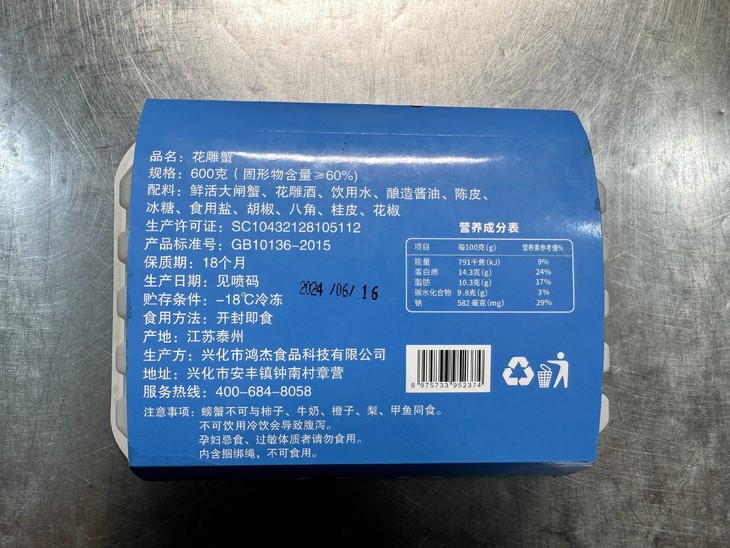 品名：花雕蟹
规格：600克（固形物含量≥60%)
配料：鲜活大闸蟹、花雕酒、饮用水、酿造酱油、陈皮、
冰糖、食用盐、胡椒、八角、桂皮、花椒
生产许可证：SC10432128105112
产品标准号：GB10136-2015
保质期：18个月
生产日期：见喷码
2024/06/16
贮存条件：-18℃冷冻
食用方法：开封即食
产地：江苏泰州
生产方：兴化市鸿杰食品科技有限公司
地址：兴化市安丰镇钟南村章营
服务热线：400-684-8058
注意事项：螃蟹不可与柿子、牛奶、橙子、梨、甲鱼同食。
不可饮用冷饮会导致腹泻。
孕妇忌食、过敏体质者请勿食用。
内含捆绑绳，不可食用。
营养成分表
项目 每100克(g) 营养素参考值%
能量 791千焦(kJ) 9%
蛋白质 14.3克(g) 24%
脂肪 10.3克(g) 17%
碳水化合物 9.8克(g) 3%
钠 582毫克(mg) 29%
6975733952374